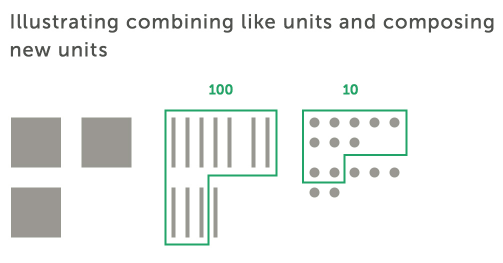 Illustrating combining like units and composing
new units
100
10